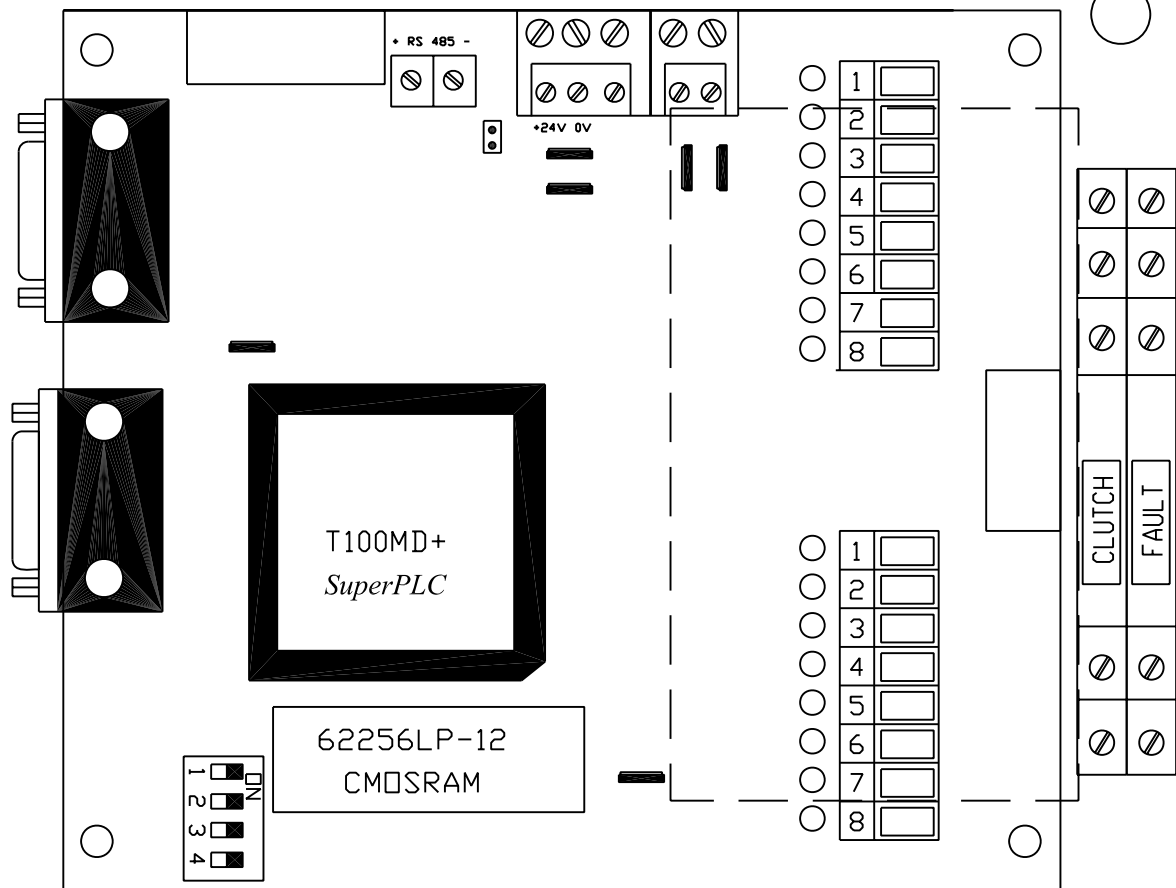 + RS 485 -
+24V 0V
1
2
3
4
5
6
7
8
CLUTCH
FAULT
T100MD+
SuperPLC
1
2
3
4
5
6
7
8
62256LP-12
CMOSRAM
ON
1
2
3
4